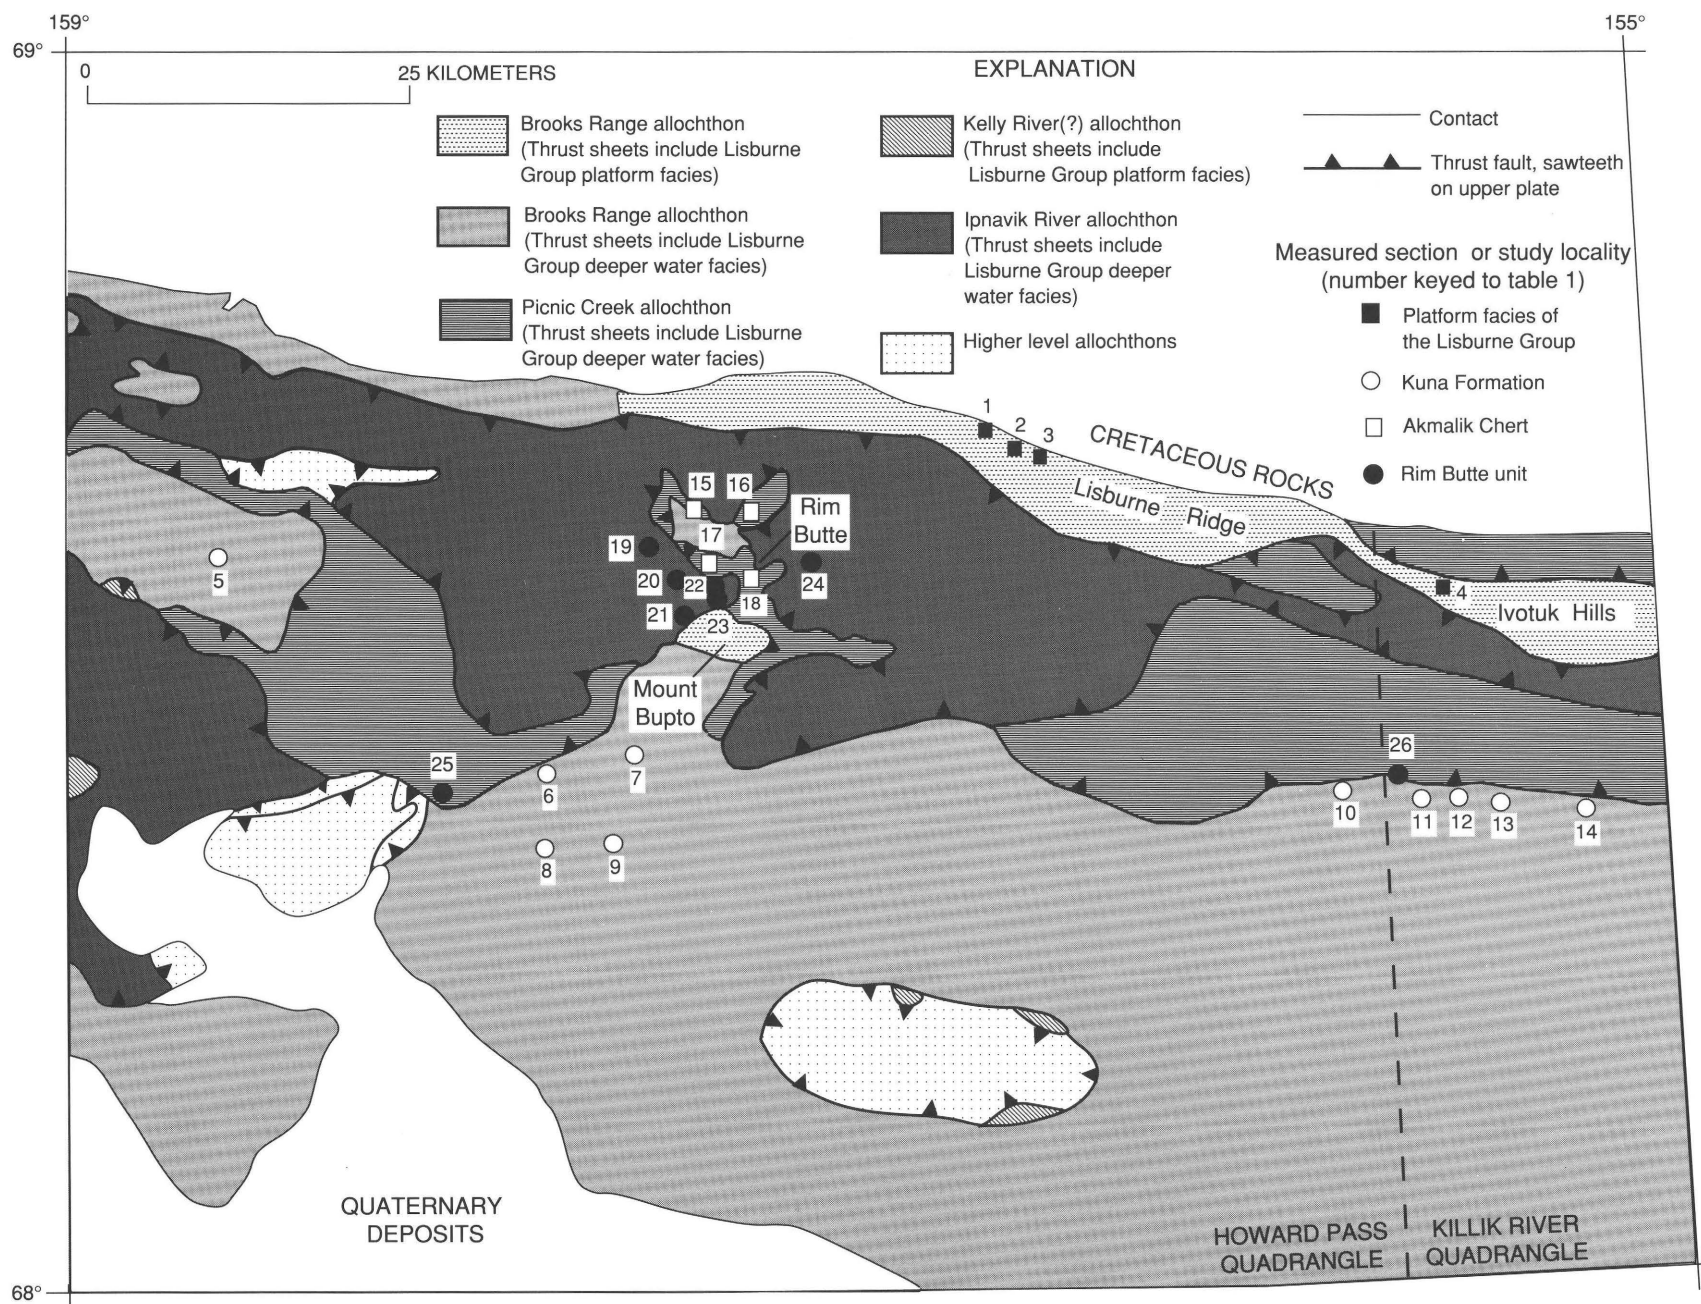 159°
155°
69°
0
25 KILOMETERS
EXPLANATION
Brooks Range allochthon
(Thrust sheets include Lisburne
Group platform facies)
Brooks Range allochthon
(Thrust sheets include Lisburne
Group deeper water facies)
Picnic Creek allochthon
(Thrust sheets include Lisburne
Group deeper water facies)
Kelly River(?) allochthon
(Thrust sheets include
Lisburne Group platform facies)
Ipnavik River allochthon
(Thrust sheets include
Lisburne Group deeper
water facies)
Higher level allochthons
Contact
Thrust fault, sawteeth
on upper plate
Measured section or study locality
(number keyed to table 1)
Platform facies of
the Lisburne Group
Kuna Formation
Akmalik Chert
Rim Butte unit
1
2
3
CRETACEOUS ROCKS
Lisburne Ridge
15
16
Rim
Butte
17
19
5
20
22
18
24
4
Ivotuk Hills
21
23
Mount
Bupto
25
26
6
7
10
11
12
13
14
8
9
QUATERNARY
DEPOSITS
HOWARD PASS
QUADRANGLE
KILLIK RIVER
QUADRANGLE
68°